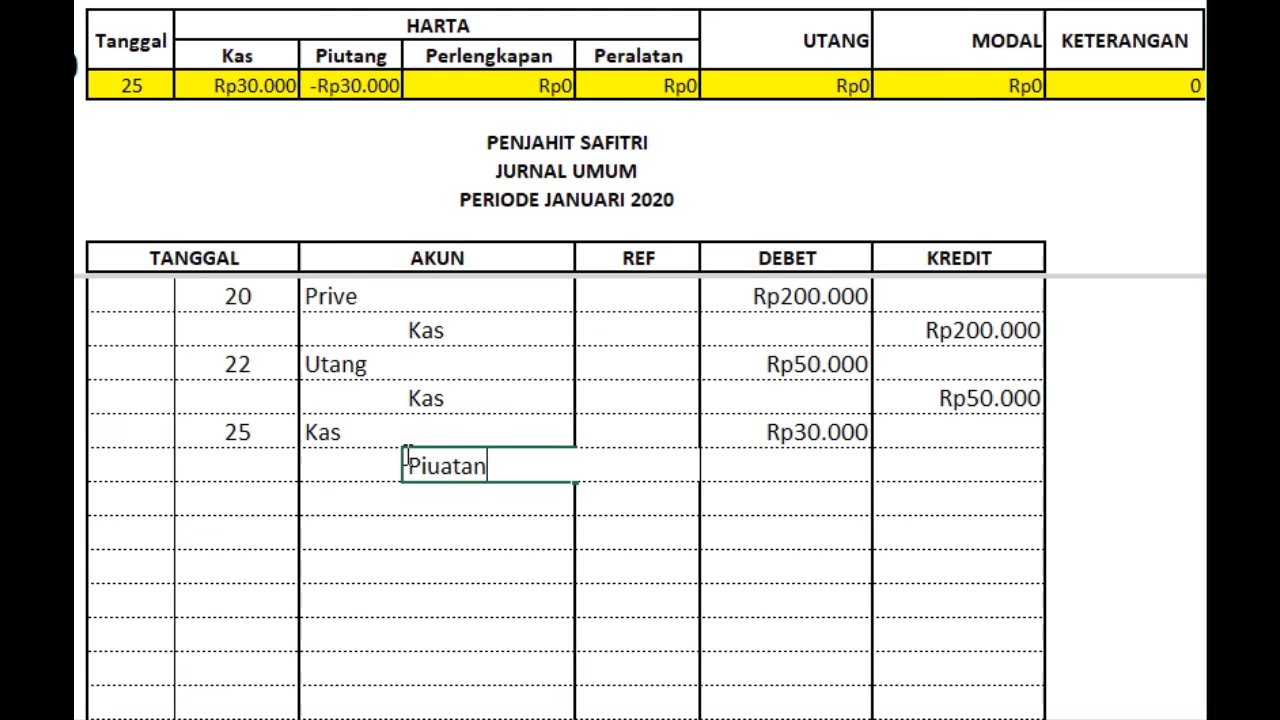 Tanggal HARTA UTANG MODAL KETERANGAN
Kas Piutang Perlengkapan Peralatan
25 Rp30.000 -Rp30.000 Rp0 Rp0 Rp0 Rp0 0
PENJAHIT SAFITRI
JURNAL UMUM
PERIODE JANUARI 2020
TANGGAL AKUN REF DEBET KREDIT
20 Prive Rp200.000
Kas Rp200.000
22 Utang Rp50.000
Kas Rp50.000
25 Kas Rp30.000
Piuatan